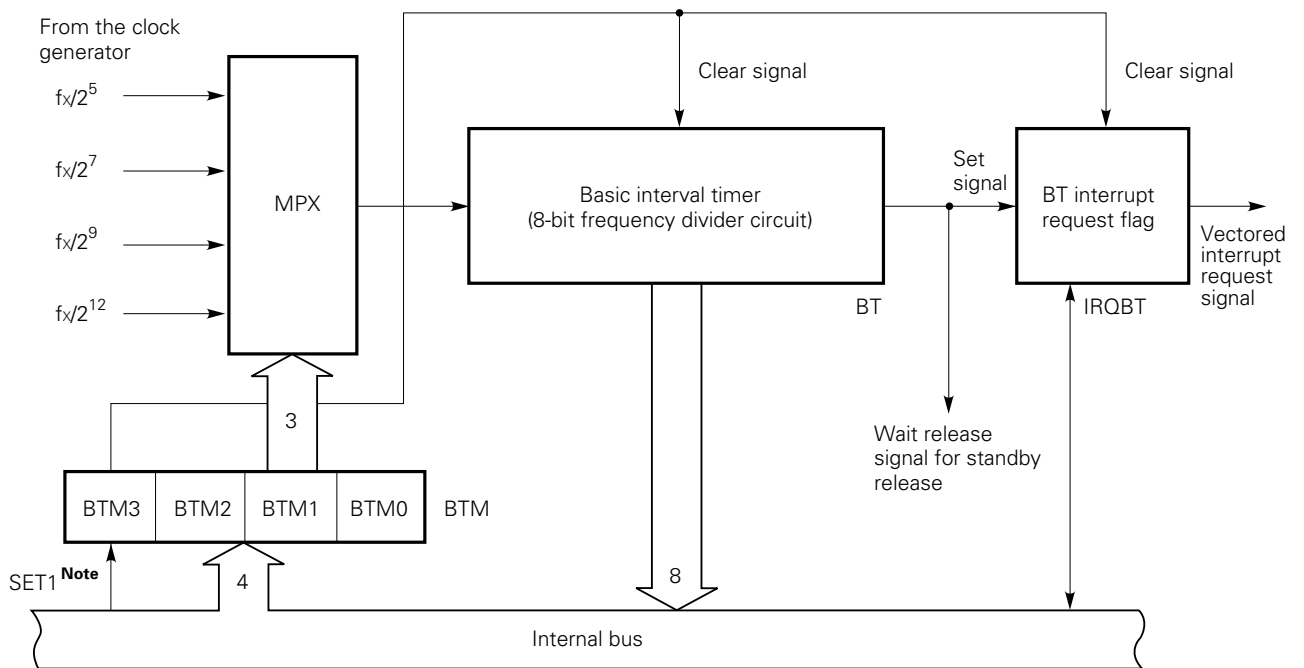 From the clock
generator
fx/2^5
fx/2^7
fx/2^9
fx/2^12
MPX
Clear signal
Clear signal
Basic interval timer
(8-bit frequency divider circuit)
BT
Set
signal
BT interrupt
request flag
IRQBT
Vectored
interrupt
request
signal
Wait release
signal for standby
release
3
BTM3
BTM2
BTM1
BTM0
BTM
SET1 Note
4
8
Internal bus